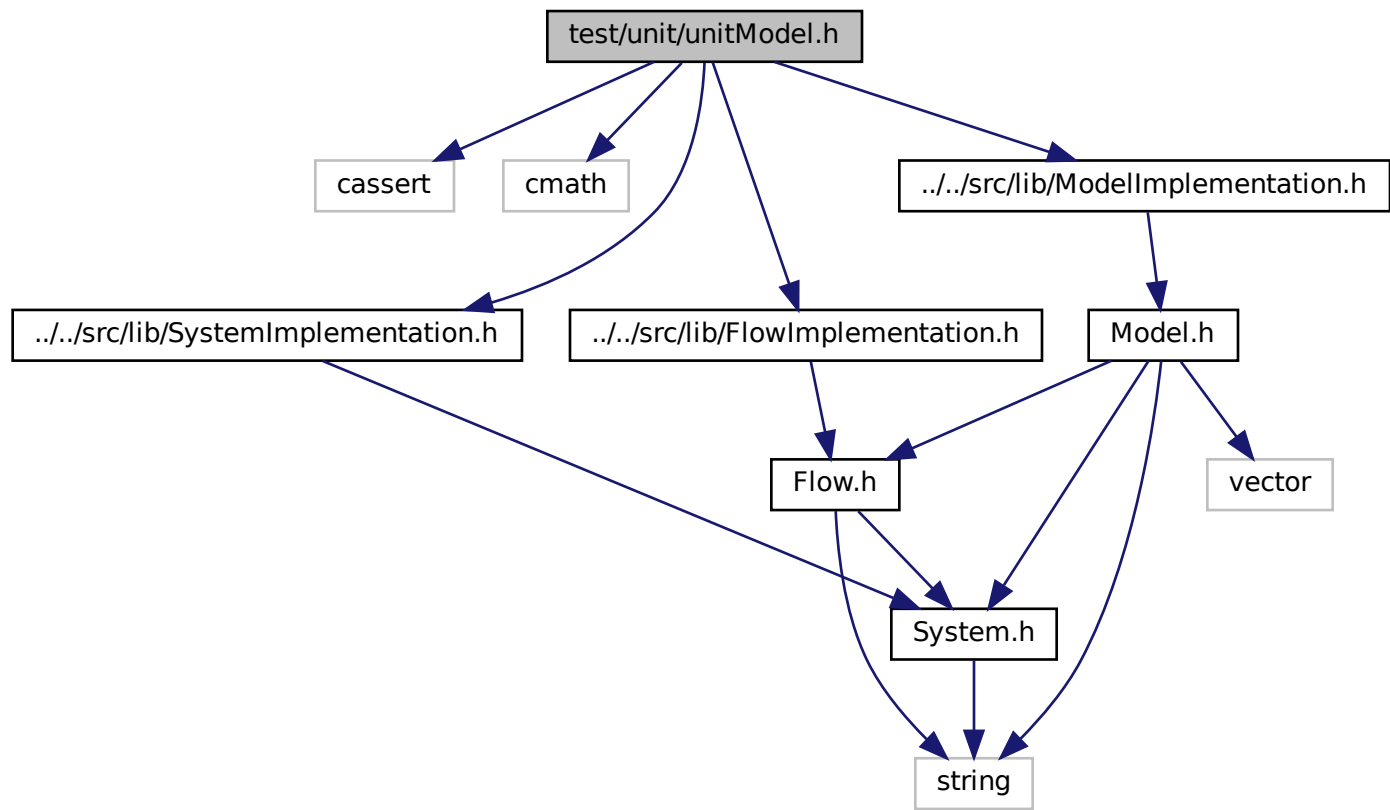 test/unit/unitModel.h
cassert
cmath
../../src/lib/ModelImplementation.h
../../src/lib/SystemImplementation.h
../../src/lib/FlowImplementation.h
Model.h
Flow.h
vector
System.h
string